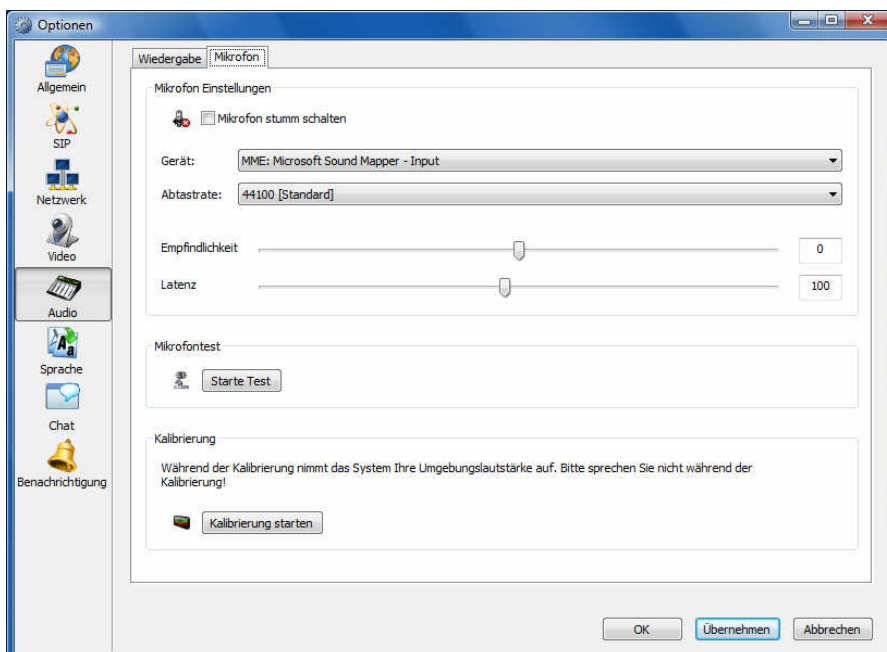 Optionen
Allgemein
SIP
Netzwerk
Video
Audio
Sprache
Chat
Benachrichtigung
Wiedergabe
Mikrofon
Mikrofon Einstellungen
Mikrofon stumm schalten
Gerät:
MME: Microsoft Sound Mapper - Input
Abtastrate:
44100 [Standard]
Empfindlichkeit
0
Latenz
100
Mikrofontest
Starte Test
Kalibrierung
Während der Kalibrierung nimmt das System Ihre Umgebungslautstärke auf. Bitte sprechen Sie nicht während der
Kalibrierung!
Kalibrierung starten
OK
Übernehmen
Abbrechen